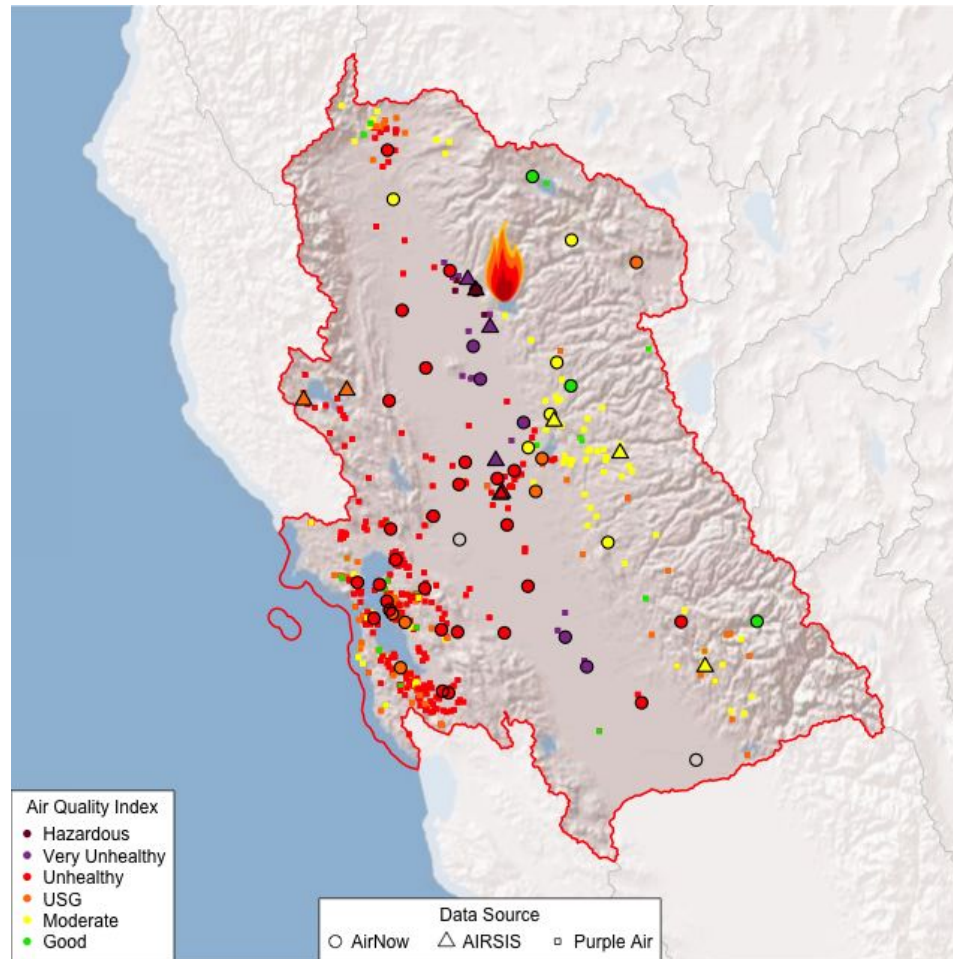 Air Quality Index
Hazardous
Very Unhealthy
Unhealthy
USG
Moderate
Good
Data Source
AirNow AIRSIS Purple Air